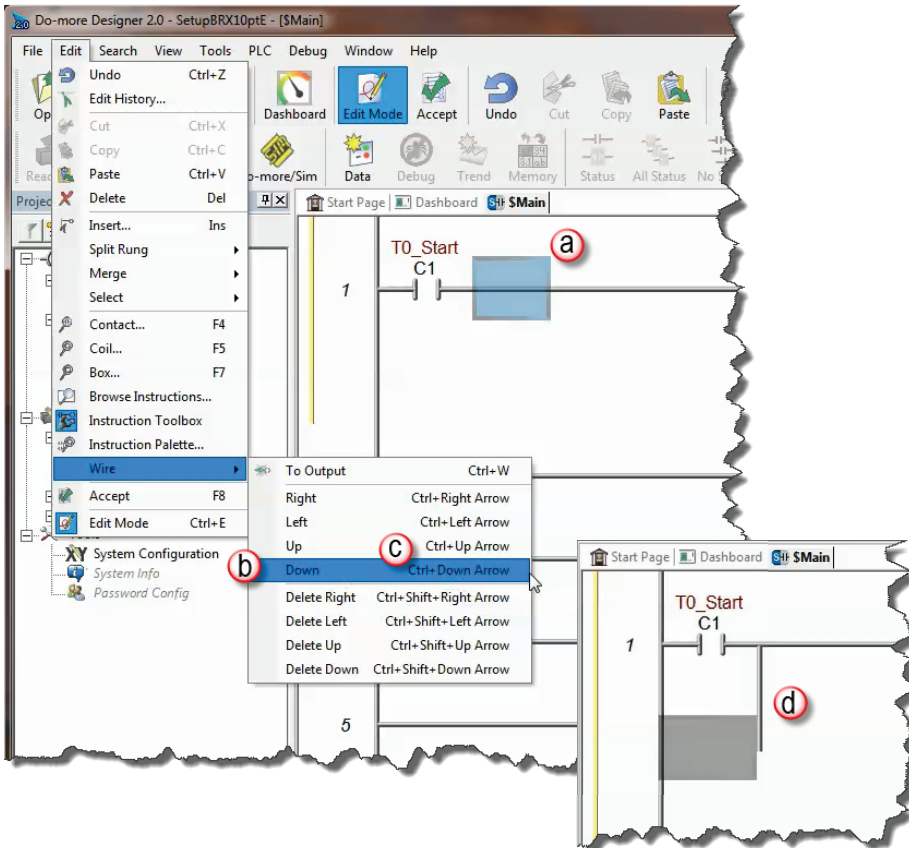 Do-more Designer 2.0 - SetupBRX10ptE - [$Main]
File Edit Search View Tools PLC Debug Window Help
Dashboard Edit Mode Accept Undo Cut Copy Paste
Data Debug Trend Memory Status All Status
Undo Ctrl+Z
Edit History...
Cut Ctrl+X
Copy Ctrl+C
Paste Ctrl+V
Delete Del
Insert... Ins
Split Rung
Merge
Select
Contact... F4
Coil... F5
Box... F7
Browse Instructions...
Instruction Toolbox
Instruction Palette...
Wire
Accept F8
Edit Mode Ctrl+E
To Output Ctrl+W
Right Ctrl+Right Arrow
Left Ctrl+Left Arrow
Up Ctrl+Up Arrow
Down Ctrl+Down Arrow
Delete Right Ctrl+Shift+Right Arrow
Delete Left Ctrl+Shift+Left Arrow
Delete Up Ctrl+Shift+Up Arrow
Delete Down Ctrl+Shift+Down Arrow
System Configuration
System Info
Password Config
Start Page Dashboard $Main
T0_Start
C1
1
5
a
b
c
Start Page Dashboard $Main
T0_Start
C1
1
d